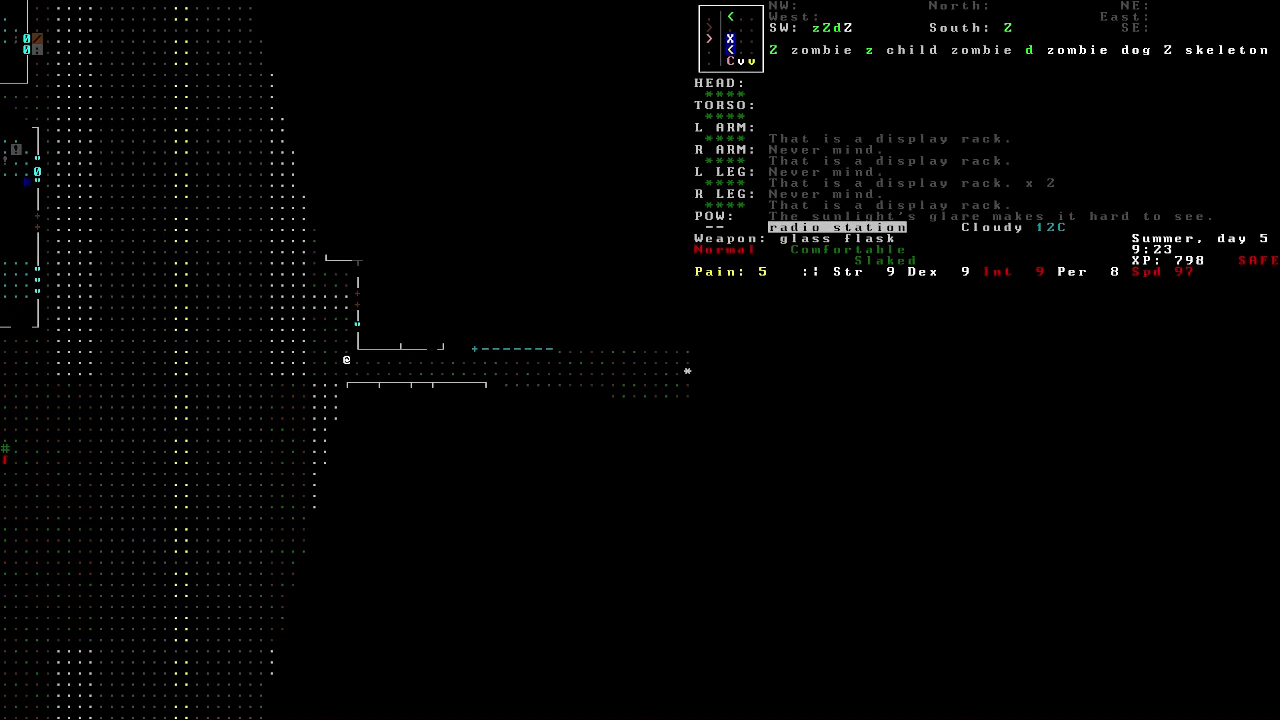 NW: North: NE:
West: East:
SW: zZdZ South: Z SE:
Z zombie z child zombie d zombie dog Z skeleton
HEAD:
****
TORSO:
****
L ARM:
**** That is a display rack.
R ARM: Never mind.
**** That is a display rack.
L LEG: Never mind.
**** That is a display rack. x 2
R LEG: Never mind.
**** That is a display rack.
POW: The sunlight's glare makes it hard to see.
-- radio station Cloudy 12C
Weapon: glass flask Summer, day 5
Normal Comfortable 9:23
Slaked XP: 798 SAFE
Pain: 5 :| Str 9 Dex 9 Int 9 Per 8 Spd 97